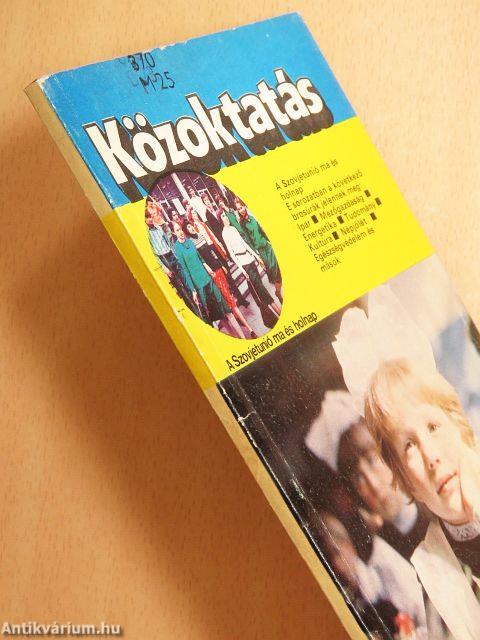 370
M-25
Közoktatás
A Szovjetunió ma és
holnap
E sorozatban a következő
brosúrák jelennek meg:
Ipar ■ Mezőgazdaság ■
Energetika ■ Tudomány ■
Kultúra ■ Népjólét ■
Egészségvédelem és
mások
A Szovjetunió ma és holnap
Antikvárium.hu